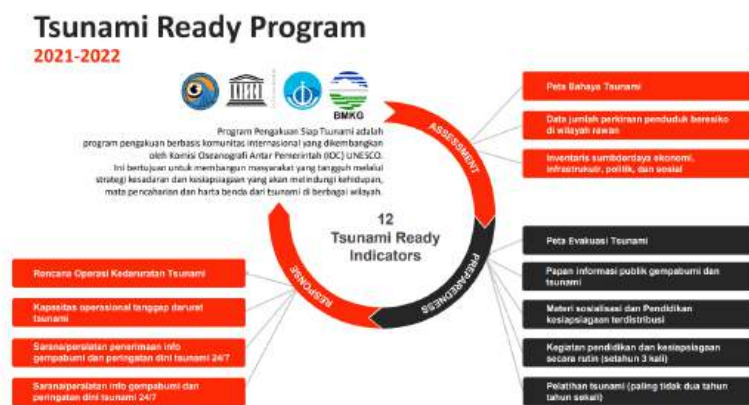 Tsunami Ready Program
2021-2022
BMKG
Program Pengakuan Siap Tsunami adalah
program pengakuan berbasis komunitas internasional yang dikembangkan
oleh Komisi Oseanografi Antar Pemerintah (IOC) UNESCO.
Ini bertujuan untuk membangun masyarakat yang tangguh melalui
strategi kesadaran dan kesiapsiagaan yang akan melindungi kehidupan,
mata pencaharian dan harta benda dari tsunami di berbagai wilayah.
12
Tsunami Ready
Indicators
ASSESSMENT
Peta Bahaya Tsunami
Data jumlah perkiraan penduduk beresiko
di wilayah rawan
Inventaris sumberdaya ekonomi,
infrastrukutr, politik, dan sosial
PREPAREDNESS
Peta Evakuasi Tsunami
Papan informasi publik gempabumi dan
tsunami
Materi sosialisasi dan Pendidikan
kesiapsiagaan terdistribusi
Kegiatan pendidikan dan kesiapsiagaan
secara rutin (setahun 3 kali)
Pelatihan tsunami (paling tidak dua tahun
tahun sekali)
RESPONSE
Rencana Operasi Kedaruratan Tsunami
Kapasitas operasional tanggap darurat
tsunami
Sarana/peralatan penerimaan info
gempabumi dan peringatan dini tsunami 24/7
Sarana/peralatan info gempabumi dan
peringatan dini tsunami 24/7